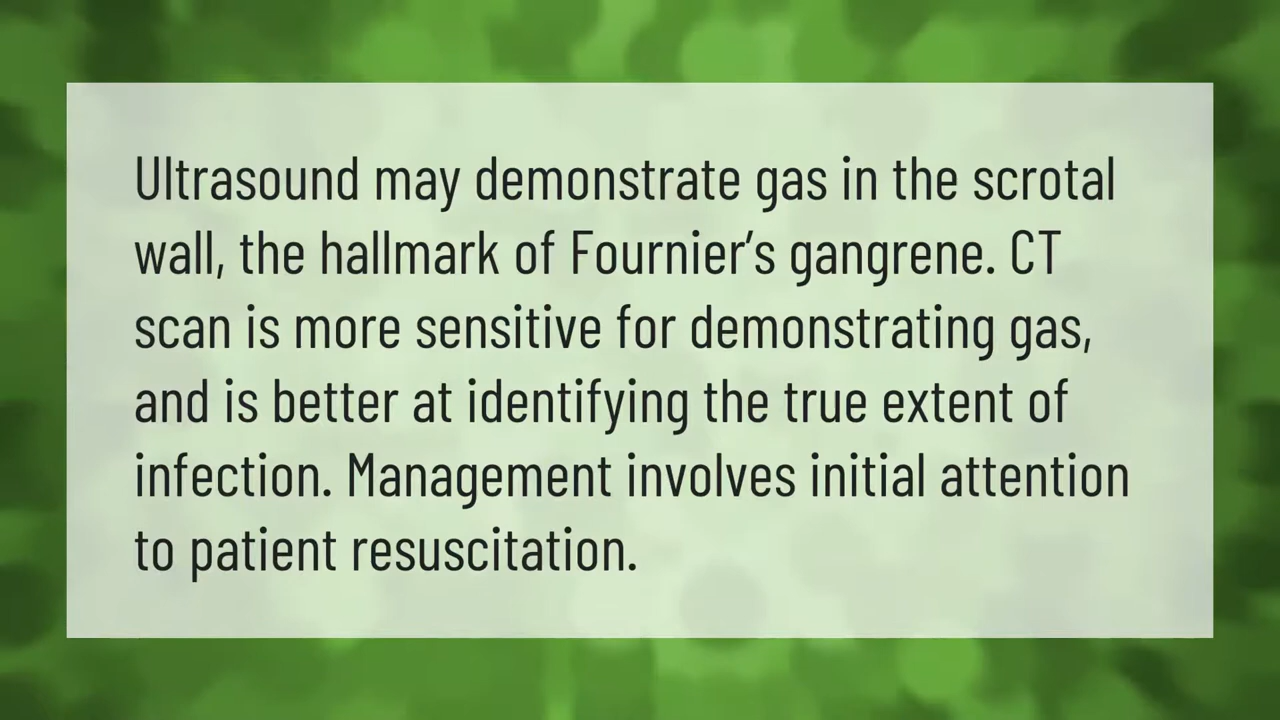 Ultrasound may demonstrate gas in the scrotal
wall, the hallmark of Fournier’s gangrene. CT
scan is more sensitive for demonstrating gas,
and is better at identifying the true extent of
infection. Management involves initial attention
to patient resuscitation.